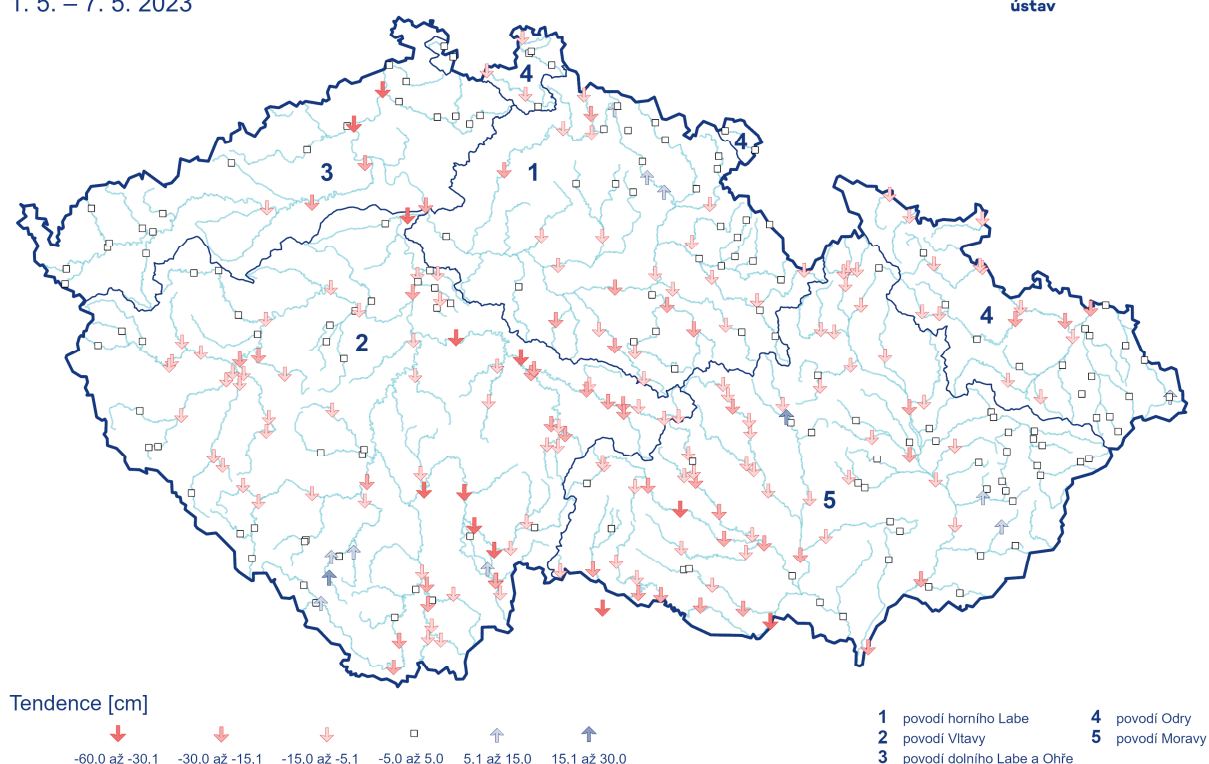 1. 5. – 7. 5. 2023
ústav
4
4
3
1
2
4
5
Tendence [cm]
-60.0 až -30.1
-30.0 až -15.1
-15.0 až -5.1
-5.0 až 5.0
5.1 až 15.0
15.1 až 30.0
1 povodí horního Labe
2 povodí Vltavy
3 povodí dolního Labe a Ohře
4 povodí Odry
5 povodí Moravy